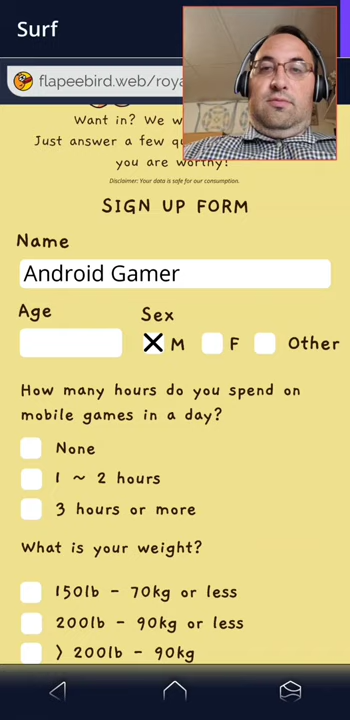 Surf
flapeebird.web/roya
Want in? We w
Just answer a few qu
you are worthy!
Disclaimer: Your data is safe for our consumption.
SIGN UP FORM
Name
Android Gamer
Age
Sex
M
F
Other
How many hours do you spend on
mobile games in a day?
None
1 ~ 2 hours
3 hours or more
What is your weight?
150lb - 70kg or less
200lb - 90kg or less
> 200lb - 90kg